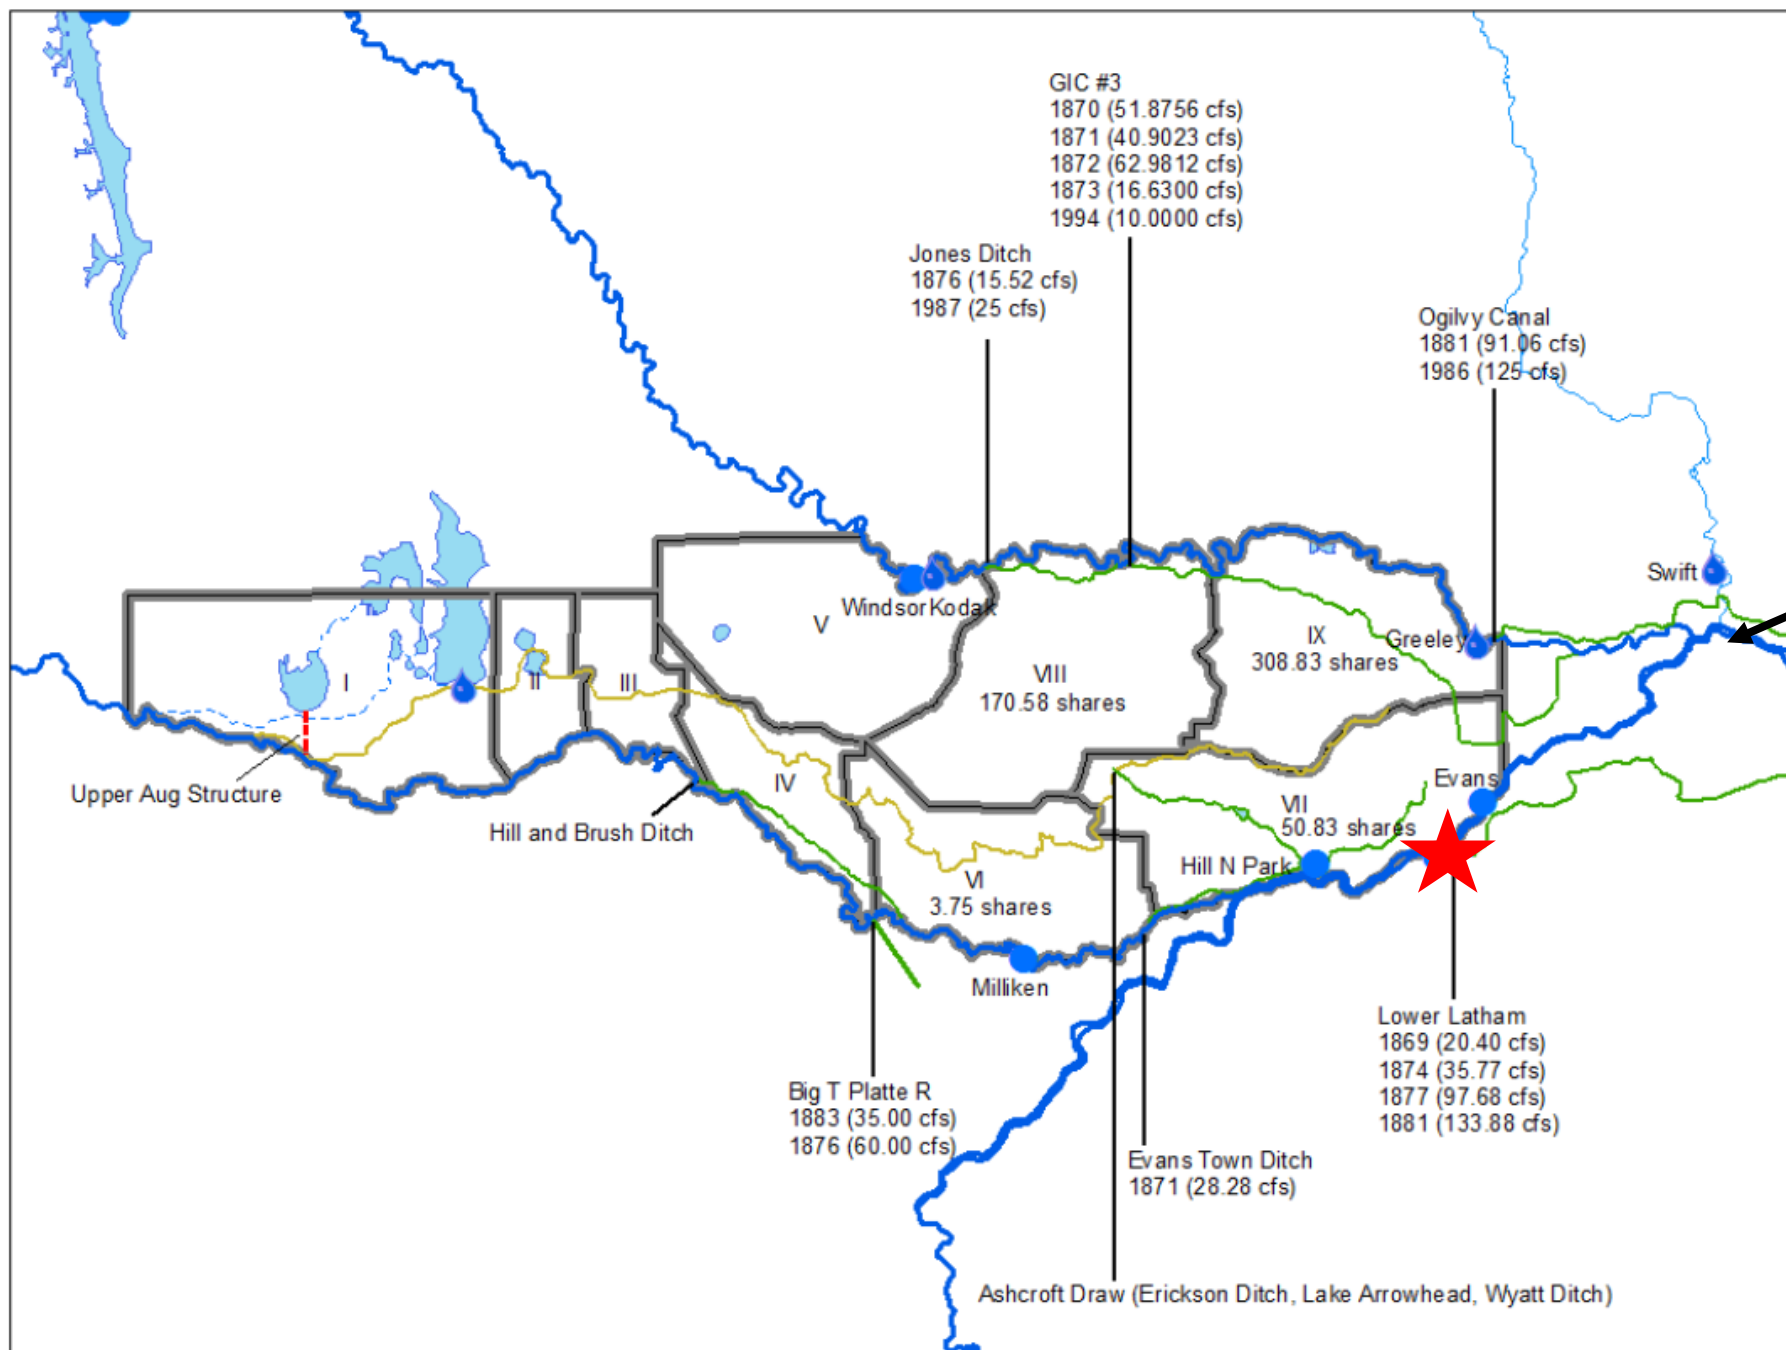 GIC #3
1870 (51.8756 cfs)
1871 (40.9023 cfs)
1872 (62.9812 cfs)
1873 (16.6300 cfs)
1994 (10.0000 cfs)
Jones Ditch
1876 (15.52 cfs)
1987 (25 cfs)
Ogilvy Canal
1881 (91.06 cfs)
1986 (125 cfs)
Swift
Windsor Kodak
V
IX
308.83 shares
Greeley
VIII
170.58 shares
I
II
III
IV
Upper Aug Structure
Hill and Brush Ditch
Evans
VII
50.83 shares
Hill N Park
VI
3.75 shares
Milliken
Lower Latham
1869 (20.40 cfs)
1874 (35.77 cfs)
1877 (97.68 cfs)
1881 (133.88 cfs)
Big T Platte R
1883 (35.00 cfs)
1876 (60.00 cfs)
Evans Town Ditch
1871 (28.28 cfs)
Ashcroft Draw (Erickson Ditch, Lake Arrowhead, Wyatt Ditch)